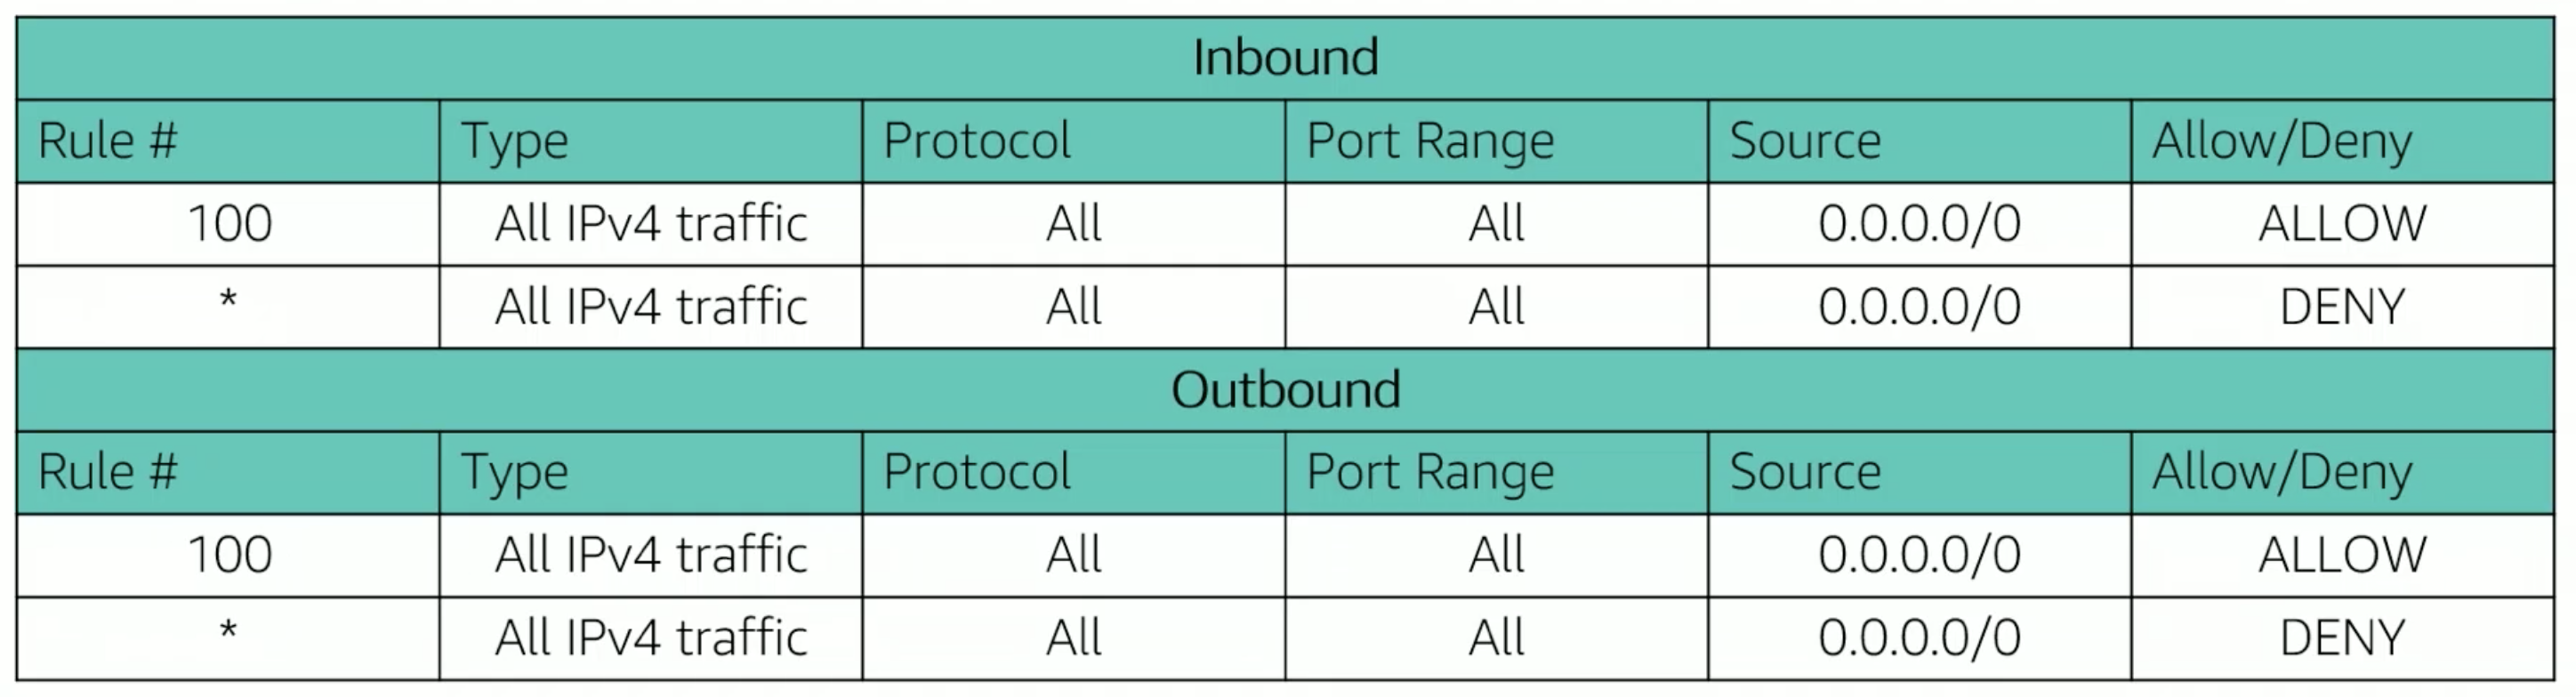 Inbound
Rule # Type Protocol Port Range Source Allow/Deny
100 All IPv4 traffic All All 0.0.0.0/0 ALLOW
* All IPv4 traffic All All 0.0.0.0/0 DENY
Outbound
Rule # Type Protocol Port Range Source Allow/Deny
100 All IPv4 traffic All All 0.0.0.0/0 ALLOW
* All IPv4 traffic All All 0.0.0.0/0 DENY